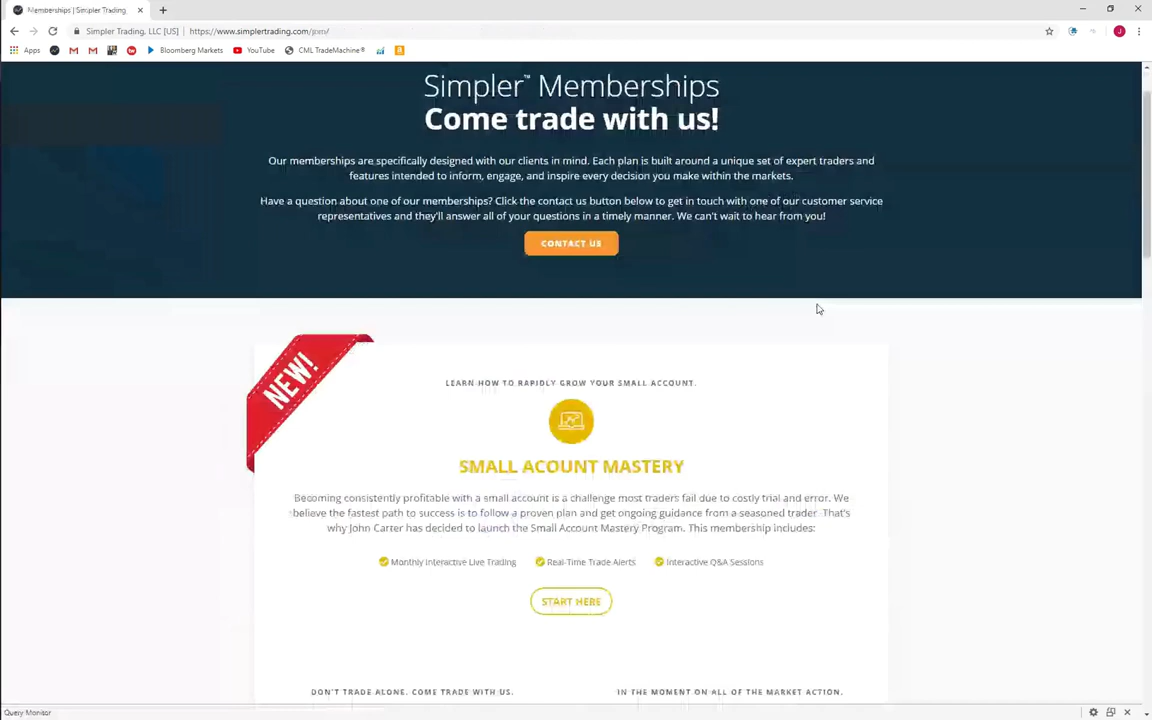 Memberships | Simpler Trading
Simpler Trading, LLC [US] | https://www.simplertrading.com/join/
Apps Bloomberg Markets YouTube CML TradeMachine®
Simpler™ Memberships
Come trade with us!
Our memberships are specifically designed with our clients in mind. Each plan is built around a unique set of expert traders and
features intended to inform, engage, and inspire every decision you make within the markets.
Have a question about one of our memberships? Click the contact us button below to get in touch with one of our customer service
representatives and they'll answer all of your questions in a timely manner. We can't wait to hear from you!
CONTACT US
NEW!
LEARN HOW TO RAPIDLY GROW YOUR SMALL ACCOUNT.
SMALL ACOUNT MASTERY
Becoming consistently profitable with a small account is a challenge most traders fail due to costly trial and error. We
believe the fastest path to success is to follow a proven plan and get ongoing guidance from a seasoned trader. That's
why John Carter has decided to launch the Small Account Mastery Program. This membership includes:
Monthly Interactive Live Trading Real-Time Trade Alerts Interactive Q&A Sessions
START HERE
DON'T TRADE ALONE. COME TRADE WITH US. IN THE MOMENT ON ALL OF THE MARKET ACTION.
Query Monitor